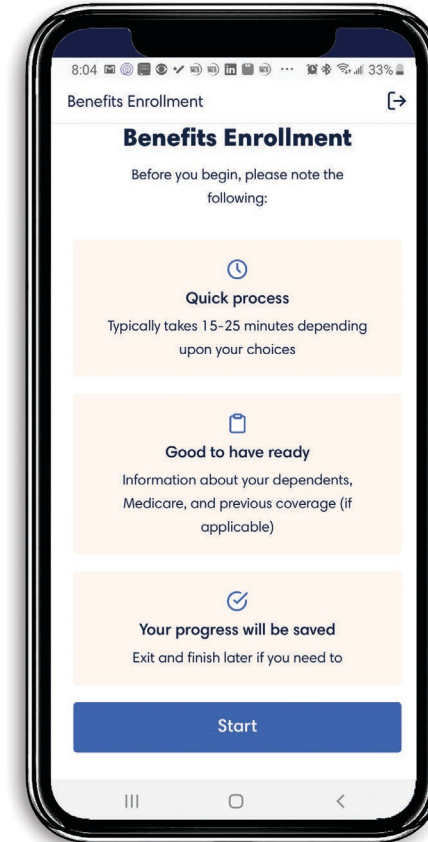 8:04 33%
Benefits Enrollment
Benefits Enrollment
Before you begin, please note the
following:
Quick process
Typically takes 15-25 minutes depending
upon your choices
Good to have ready
Information about your dependents,
Medicare, and previous coverage (if
applicable)
Your progress will be saved
Exit and finish later if you need to
Start